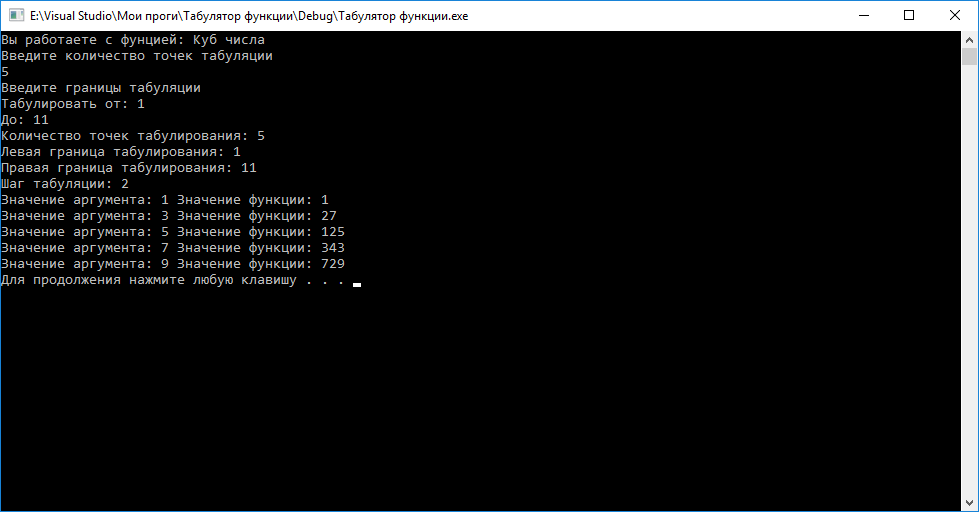 E:\Visual Studio\Мои проги\Табулятор функции\Debug\Табулятор функции.exe
Вы работаете с фунцией: Куб числа
Введите количество точек табуляции
5
Введите границы табуляции
Табулировать от: 1
До: 11
Количество точек табулирования: 5
Левая граница табулирования: 1
Правая граница табулирования: 11
Шаг табуляции: 2
Значение аргумента: 1 Значение функции: 1
Значение аргумента: 3 Значение функции: 27
Значение аргумента: 5 Значение функции: 125
Значение аргумента: 7 Значение функции: 343
Значение аргумента: 9 Значение функции: 729
Для продолжения нажмите любую клавишу . . .